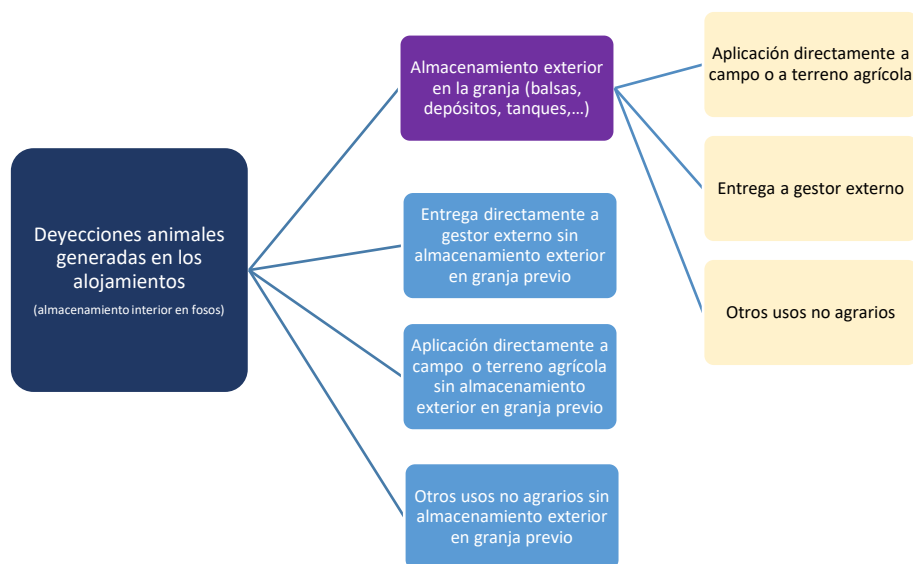 Deyecciones animales
generadas en los
alojamientos
(almacenamiento interior en fosos)
Almacenamiento exterior
en la granja (balsas,
depósitos, tanques,…)
Entrega directamente a
gestor externo sin
almacenamiento exterior
en granja previo
Aplicación directamente a
campo o terreno agrícola
sin almacenamiento
exterior en granja previo
Otros usos no agrarios sin
almacenamiento exterior
en granja previo
Aplicación directamente a
campo o a terreno agrícola
Entrega a gestor externo
Otros usos no agrarios